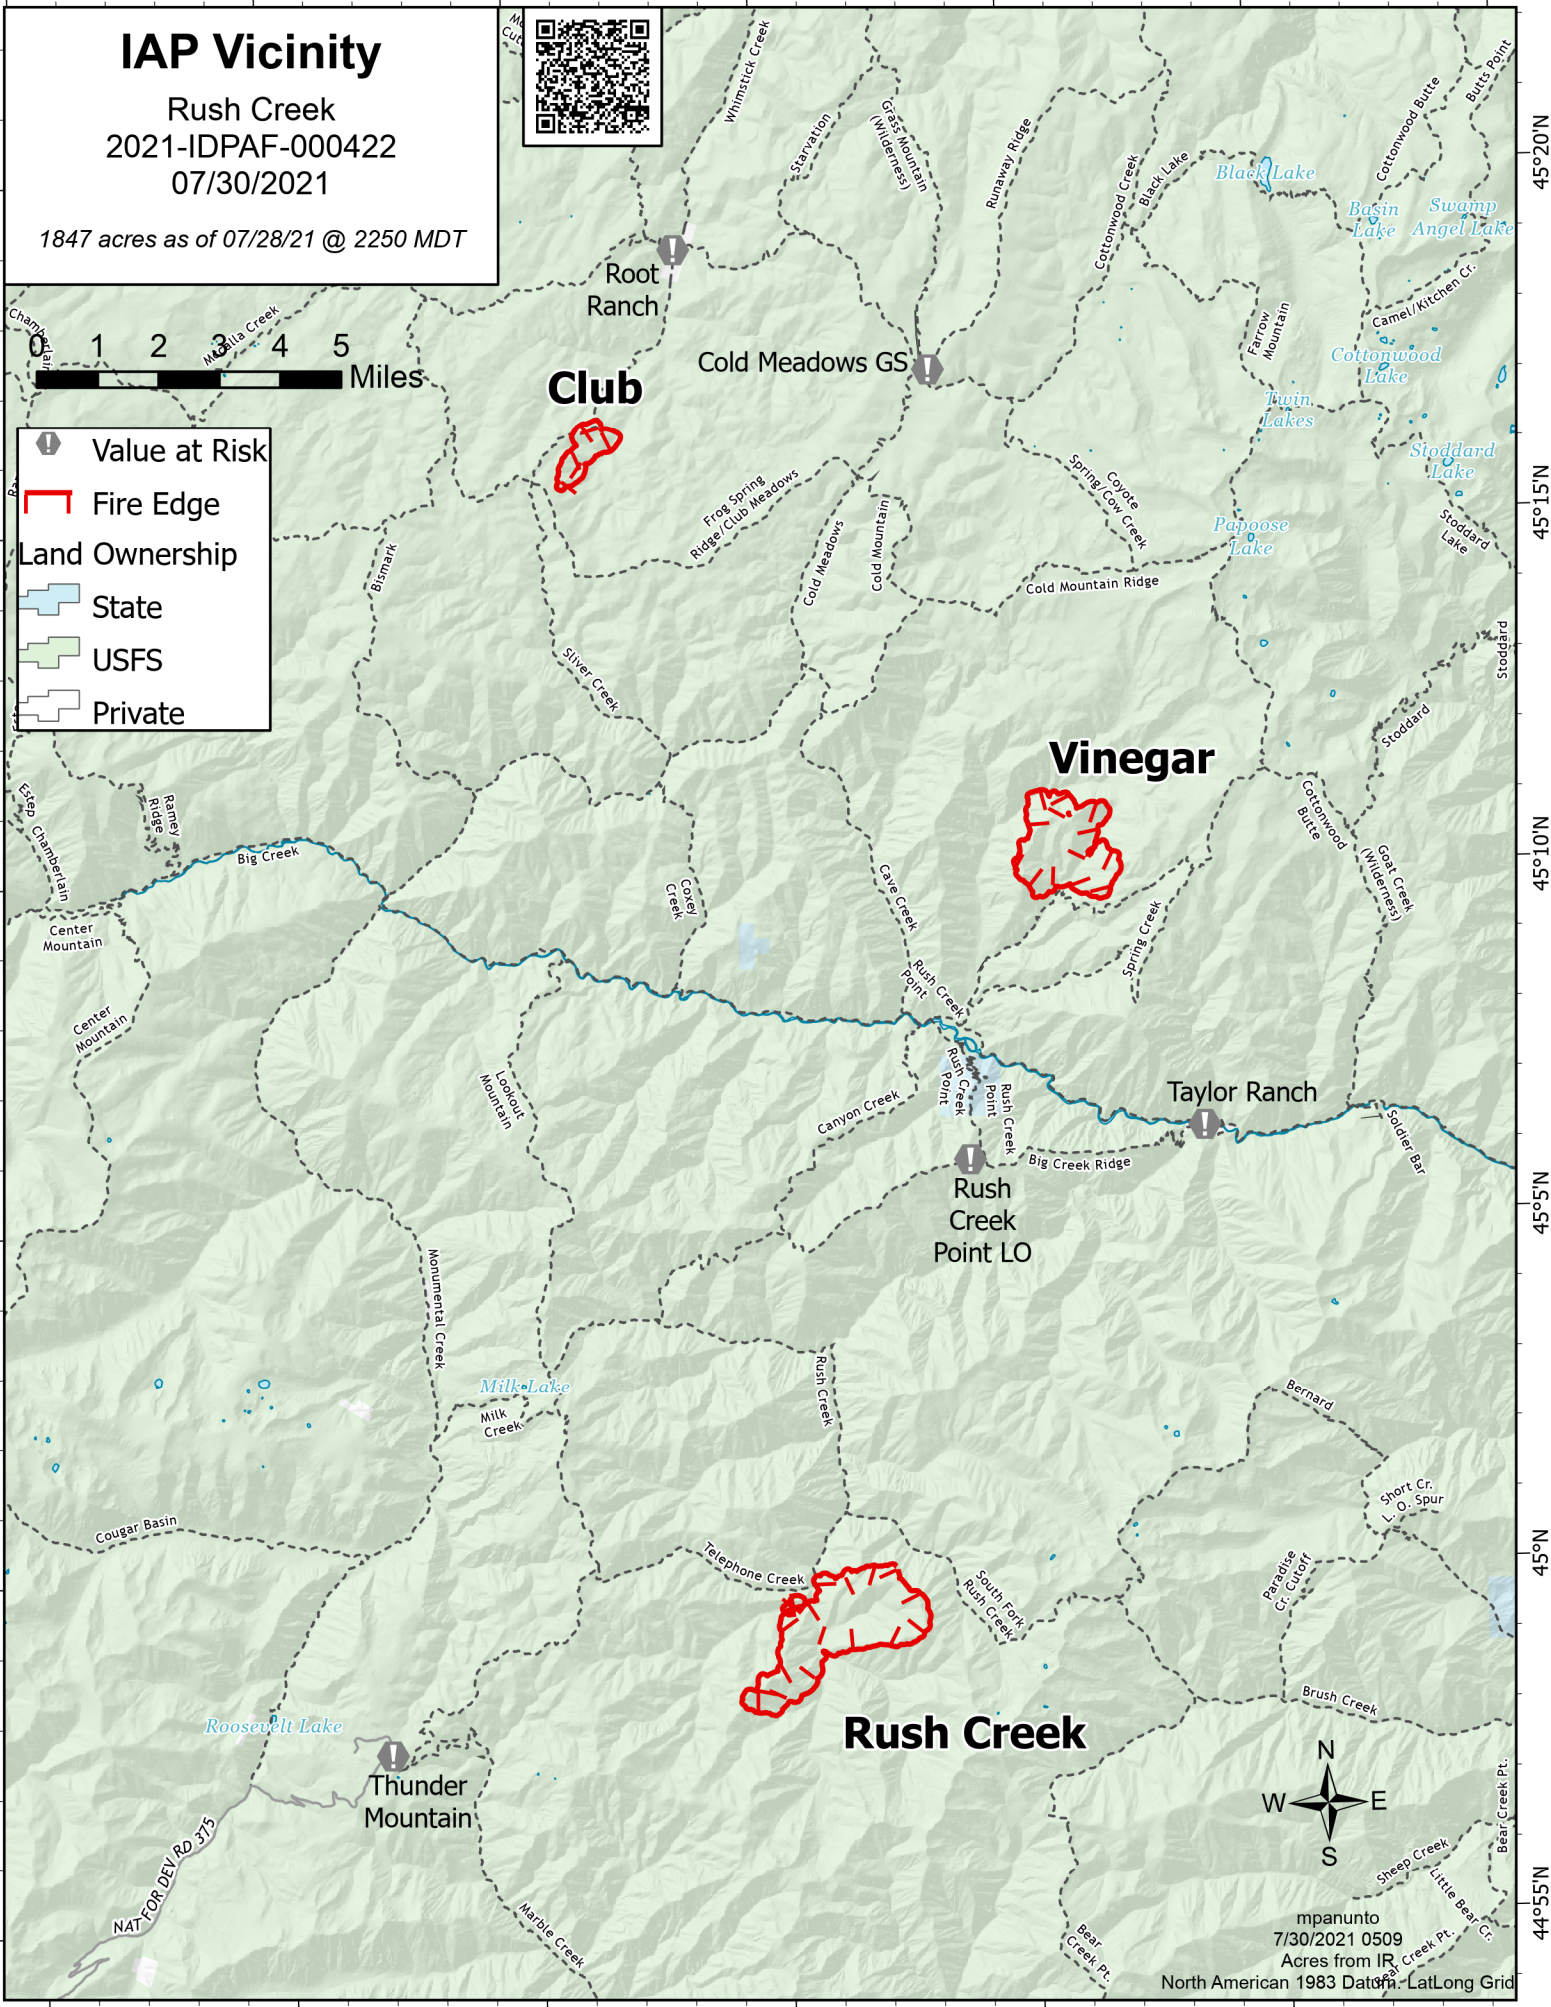 IAP Vicinity
Rush Creek
2021-IDPAF-000422
07/30/2021
1847 acres as of 07/28/21 @ 2250 MDT
Whimstick Creek
Starvation
Grass Mountain
(Wilderness)
Runaway Ridge
Cottonwood Creek
Black Lake
Black Lake
Cottonwood Butte
Butts Point
Basin
Lake
Swamp
Angel Lake
Camel/Kitchen Cr.
45°20'N
Root
Ranch
Chamberlain
McCalla Creek
0 1 2 3 4 5
Miles
Cold Meadows GS
Farrow
Mountain
Cottonwood
Lake
Twin
Lakes
Stoddard
Lake
Club
Value at Risk
Fire Edge
Land Ownership
State
USFS
Private
Frog Spring
Ridge/Club Meadows
Coyote
Spring/Cow Creek
Papoose
Lake
Stoddard
Lake
45°15'N
Bismark
Cold Meadows
Cold Mountain
Cold Mountain Ridge
Sliver Creek
Stoddard
Stoddard
Vinegar
Estep
Chamberlain
Ramey
Ridge
Big Creek
Coxey
Creek
Cave Creek
Cottonwood
Butte
Goat Creek
(Wilderness)
45°10'N
Center
Mountain
Center
Mountain
Spring Creek
Rush Creek
Point
Rush Creek
Point
Rush Creek
Point
Lookout
Mountain
Canyon Creek
Taylor Ranch
Soldier Bar
Big Creek Ridge
Rush
Creek
Point LO
45°5'N
Monumental Creek
Rush Creek
Milk Lake
Milk
Creek
Bernard
Short Cr.
L. O. Spur
Cougar Basin
Telephone Creek
South Fork
Rush Creek
Paradise
Cr. Cutoff
45°N
Rush Creek
Brush Creek
Roosevelt Lake
Thunder
Mountain
NAT FOR DEV RD 375
Marble Creek
Bear
Creek Pt.
N
W E
S
Bear Creek Pt.
Sheep Creek
Little Bear Cr.
Bear Creek Pt.
44°55'N
mpanunto
7/30/2021 0509
Acres from IR
North American 1983 Datum. LatLong Grid